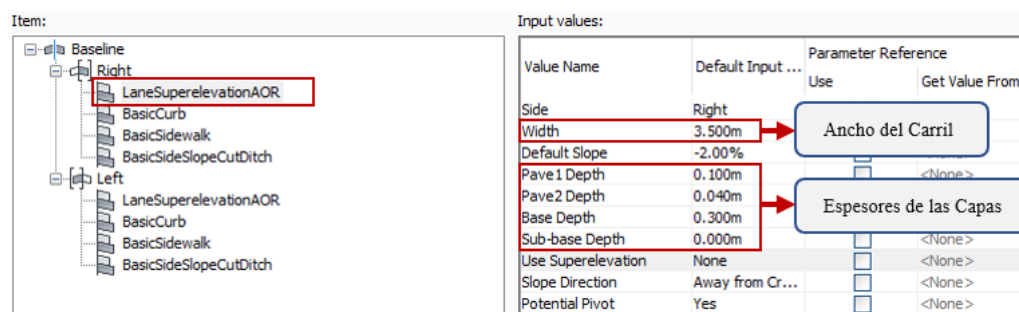 Item:
Baseline
Right
LaneSuperelevationAOR
BasicCurb
BasicSidewalk
BasicSideSlopeCutDitch
Left
LaneSuperelevationAOR
BasicCurb
BasicSidewalk
BasicSideSlopeCutDitch
Input values:
Value Name Default Input ... Parameter Reference
Use Get Value From
Side Right
Width 3.500m
Ancho del Carril
Default Slope -2.00%
Pave1 Depth 0.100m <None>
Pave2 Depth 0.040m
Base Depth 0.300m
Espesores de las Capas
Sub-base Depth 0.000m <None>
Use Superelevation None <None>
Slope Direction Away from Cr... <None>
Potential Pivot Yes <None>